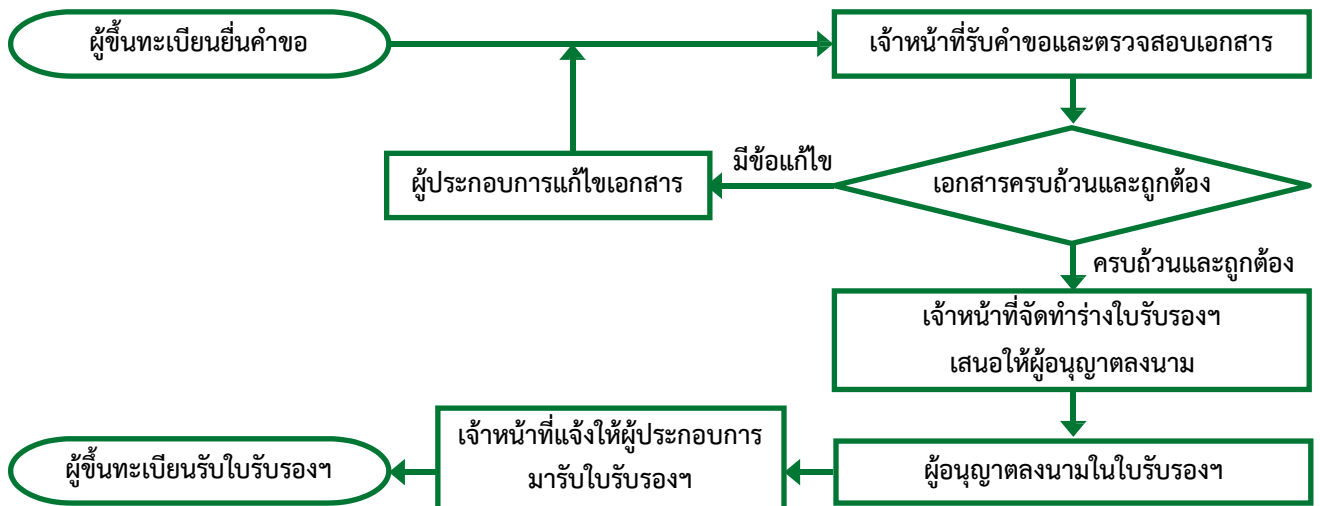 ผู้ขึ้นทะเบียนยื่นคำขอ
เจ้าหน้าที่รับคำขอและตรวจสอบเอกสาร
มีข้อแก้ไข
ผู้ประกอบการแก้ไขเอกสาร
เอกสารครบถ้วนและถูกต้อง
ครบถ้วนและถูกต้อง
เจ้าหน้าที่จัดทำร่างใบรับรองฯ
เสนอให้ผู้อนุญาตลงนาม
ผู้อนุญาตลงนามในใบรับรองฯ
เจ้าหน้าที่แจ้งให้ผู้ประกอบการ
มารับใบรับรองฯ
ผู้ขึ้นทะเบียนรับใบรับรองฯ